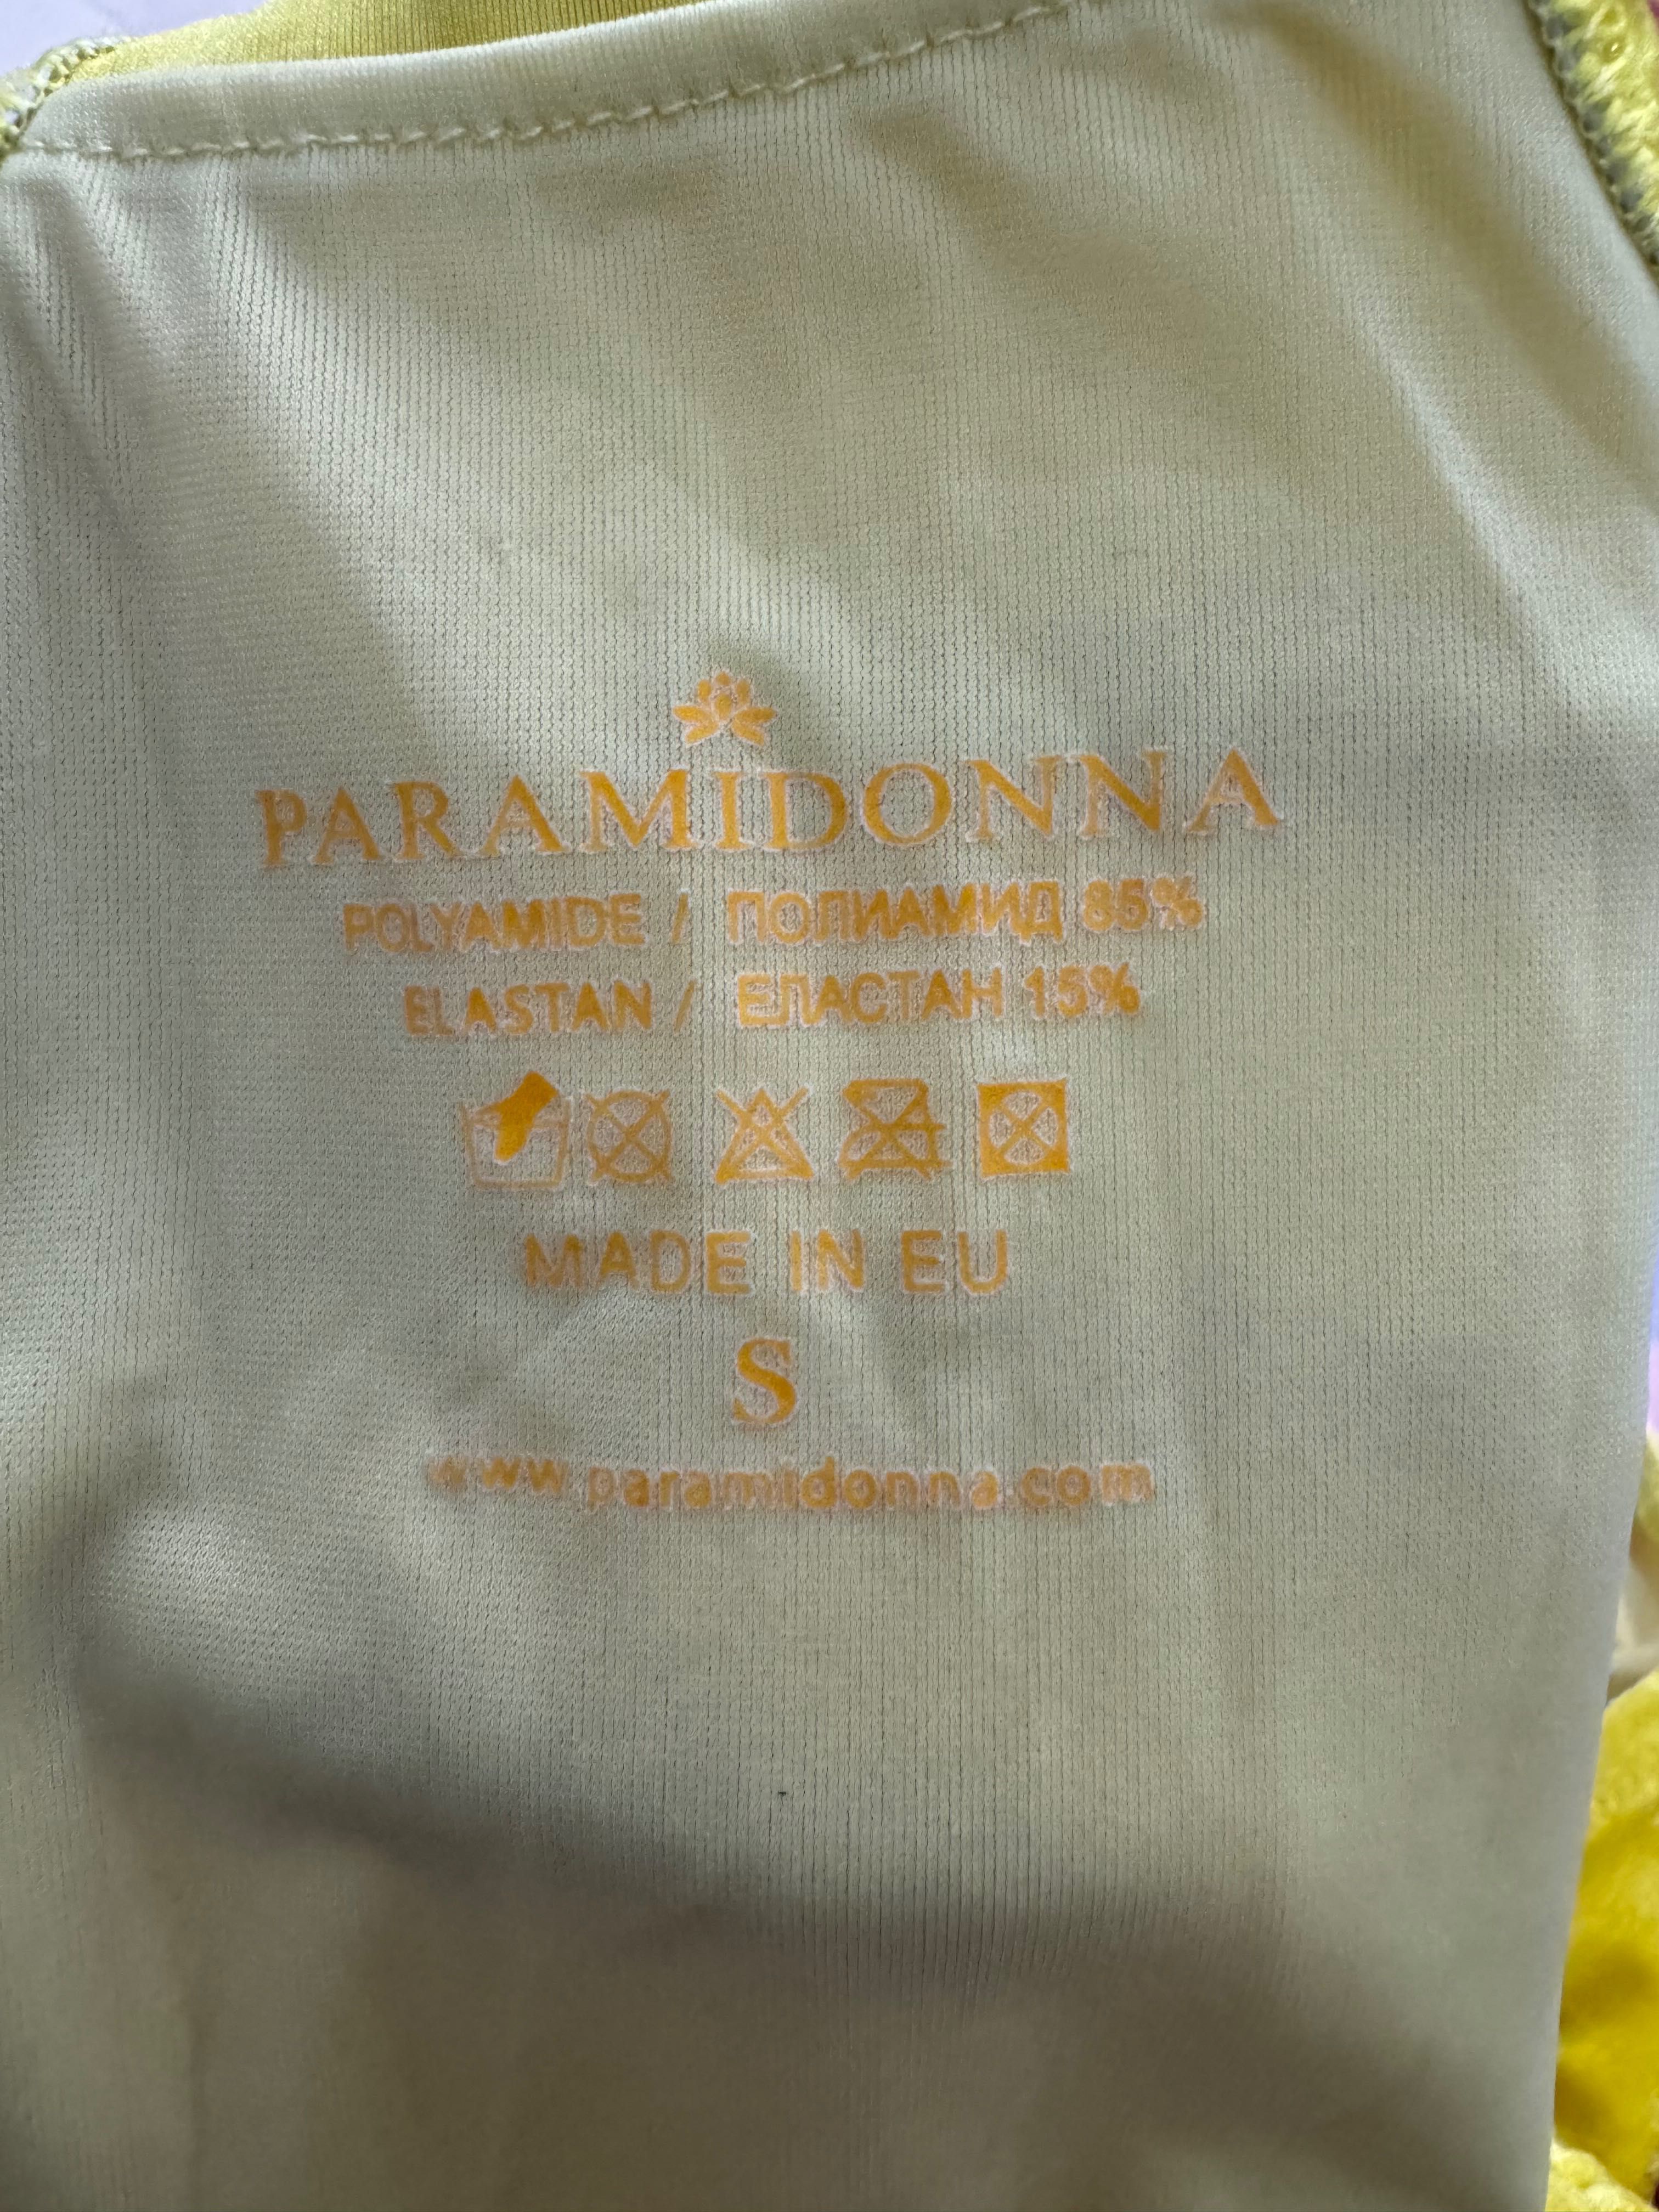 PARAMIDONNA
POLYAMIDE / ПОЛИАМИД 85%
ELASTAN / ЕЛАСТАН 15%
MADE IN EU
S
www.paramidonna.com